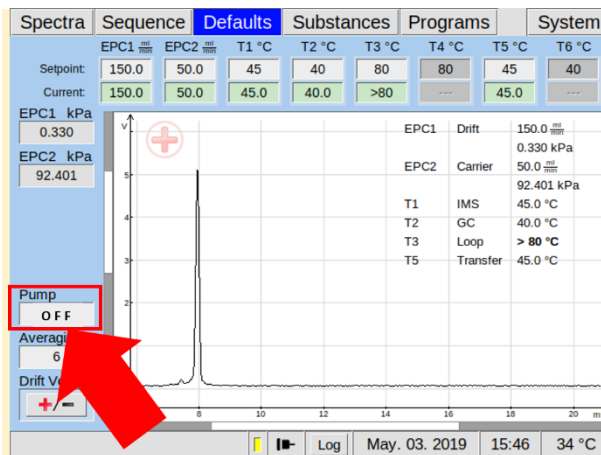 Spectra Sequence Defaults Substances Programs System
EPC1 ml/min EPC2 ml/min T1 °C T2 °C T3 °C T4 °C T5 °C T6 °C
Setpoint: 150.0 50.0 45 40 80 80 45 40
Current: 150.0 50.0 45.0 40.0 >80 --- 45.0 ---
EPC1 kPa
0.330
EPC2 kPa
92.401
V
5
4
3
2
EPC1 Drift 150.0 ml/min
0.330 kPa
EPC2 Carrier 50.0 ml/min
92.401 kPa
T1 IMS 45.0 °C
T2 GC 40.0 °C
T3 Loop > 80 °C
T5 Transfer 45.0 °C
Pump
OFF
Averagi
6
Drift V
+/-
8 10 12 14 16 18 20 m
Log May. 03. 2019 15:46 34 °C